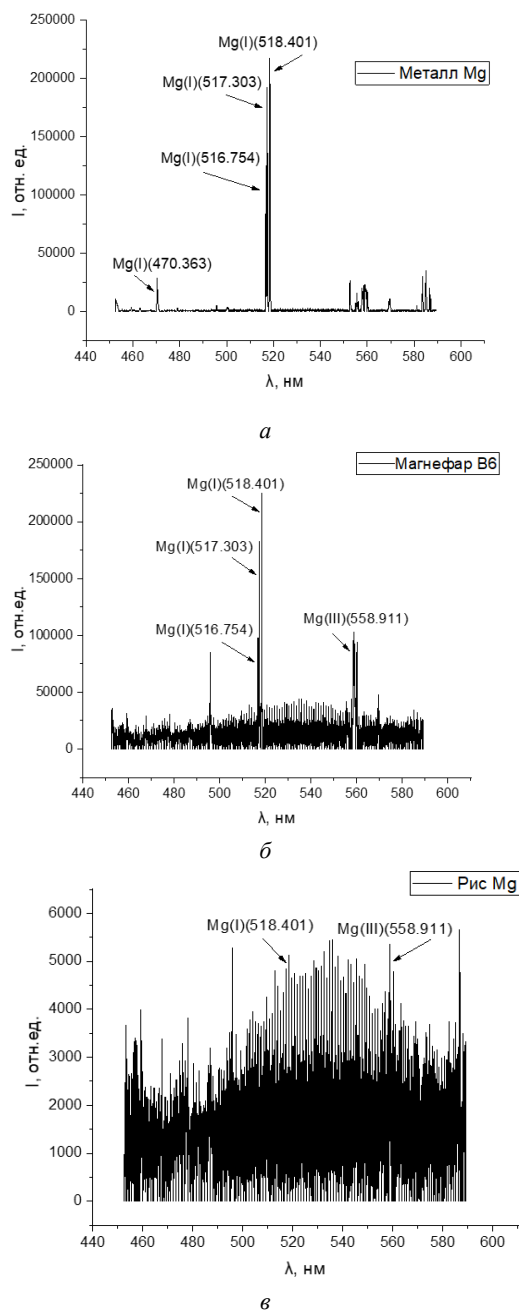 250000
200000
150000
100000
50000
0
I, отн. ед.
Mg(I)(518.401)
Mg(I)(517.303)
Mg(I)(516.754)
Mg(I)(470.363)
Металл Mg
440 460 480 500 520 540 560 580 600
λ, нм
а
250000
200000
150000
100000
50000
0
I, отн.ед.
Магнефар B6
Mg(I)(518.401)
Mg(I)(517.303)
Mg(I)(516.754)
Mg(III)(558.911)
440 460 480 500 520 540 560 580 600
λ, нм
б
6000
5000
4000
3000
2000
1000
0
I, отн.ед.
Рис Mg
Mg(I)(518.401)
Mg(III)(558.911)
440 460 480 500 520 540 560 580 600
λ, нм
в